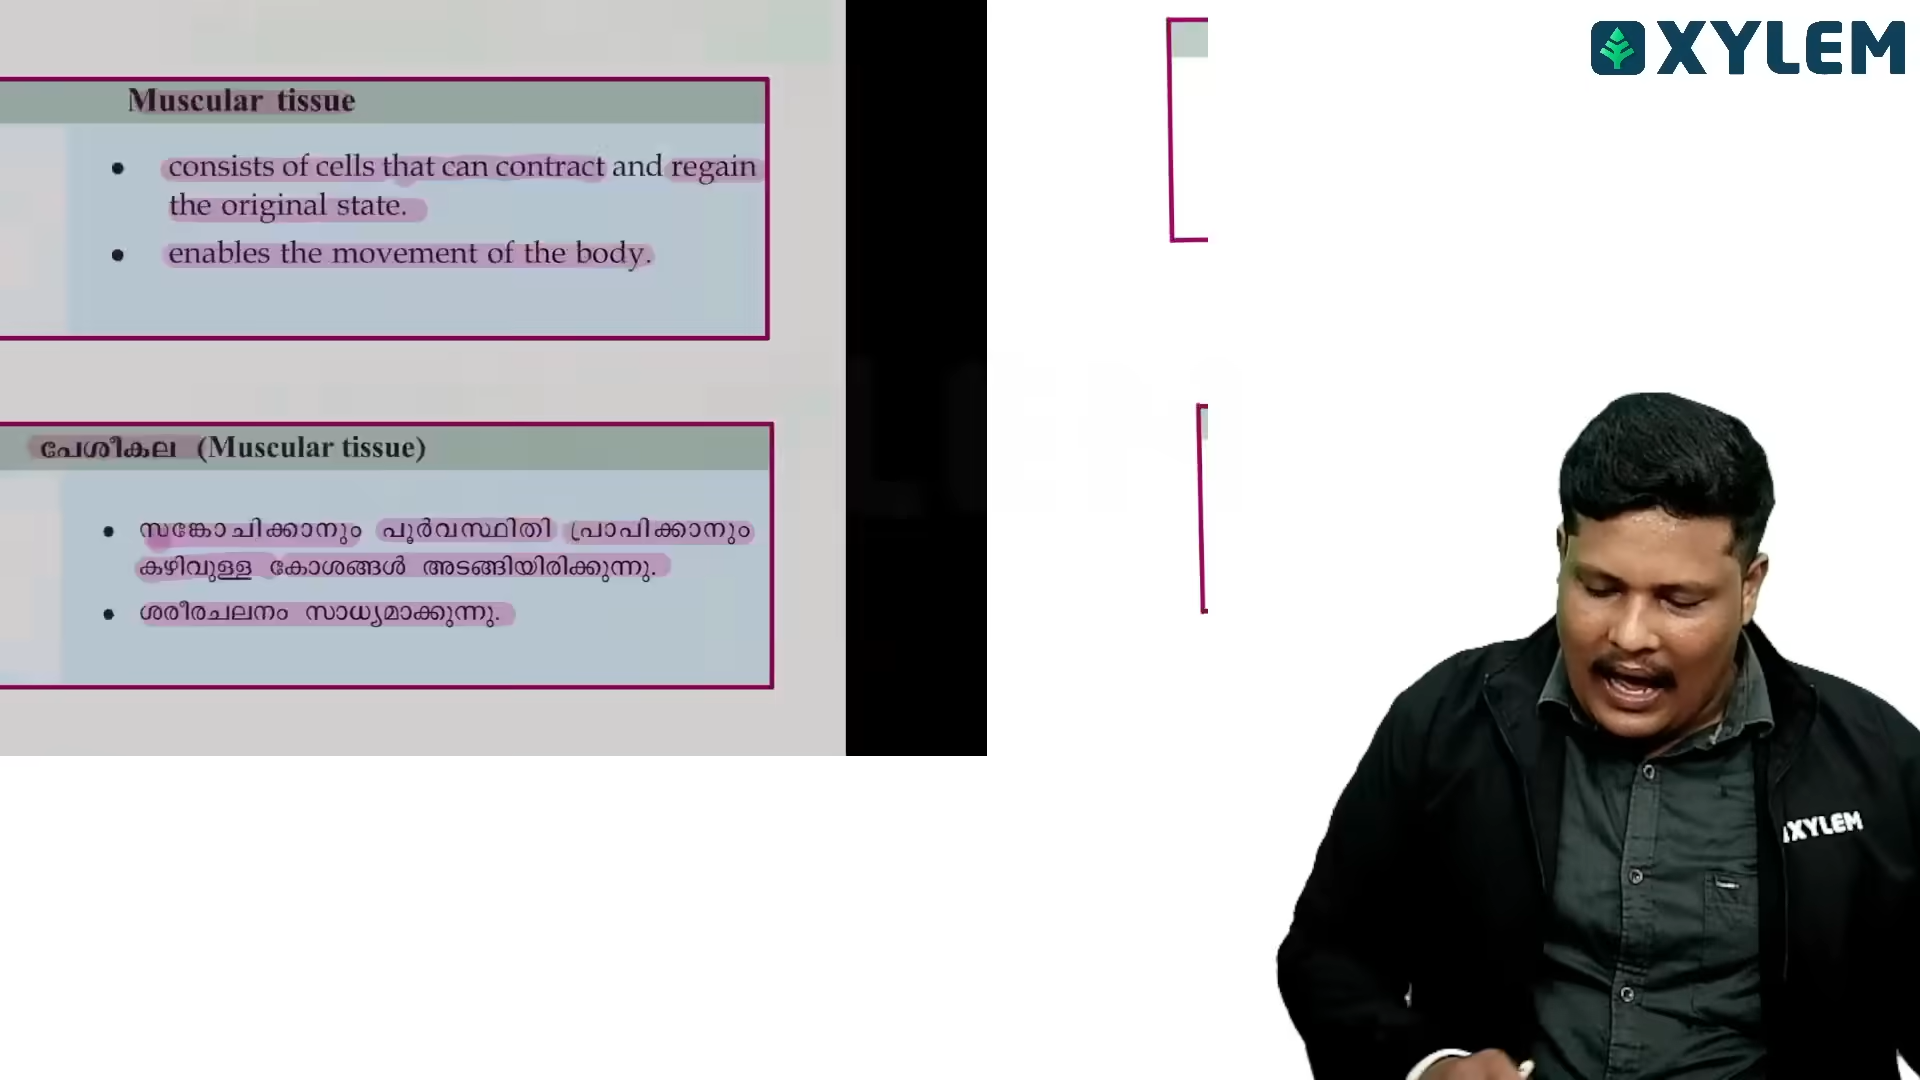 XYLEM
Muscular tissue
• consists of cells that can contract and regain
the original state.
• enables the movement of the body.
പേശീകല (Muscular tissue)
• സങ്കോചിക്കാനും പൂർവസ്ഥിതി പ്രാപിക്കാനും
കഴിവുള്ള കോശങ്ങൾ അടങ്ങിയിരിക്കുന്നു.
• ശരീരചലനം സാധ്യമാക്കുന്നു.
XYLEM